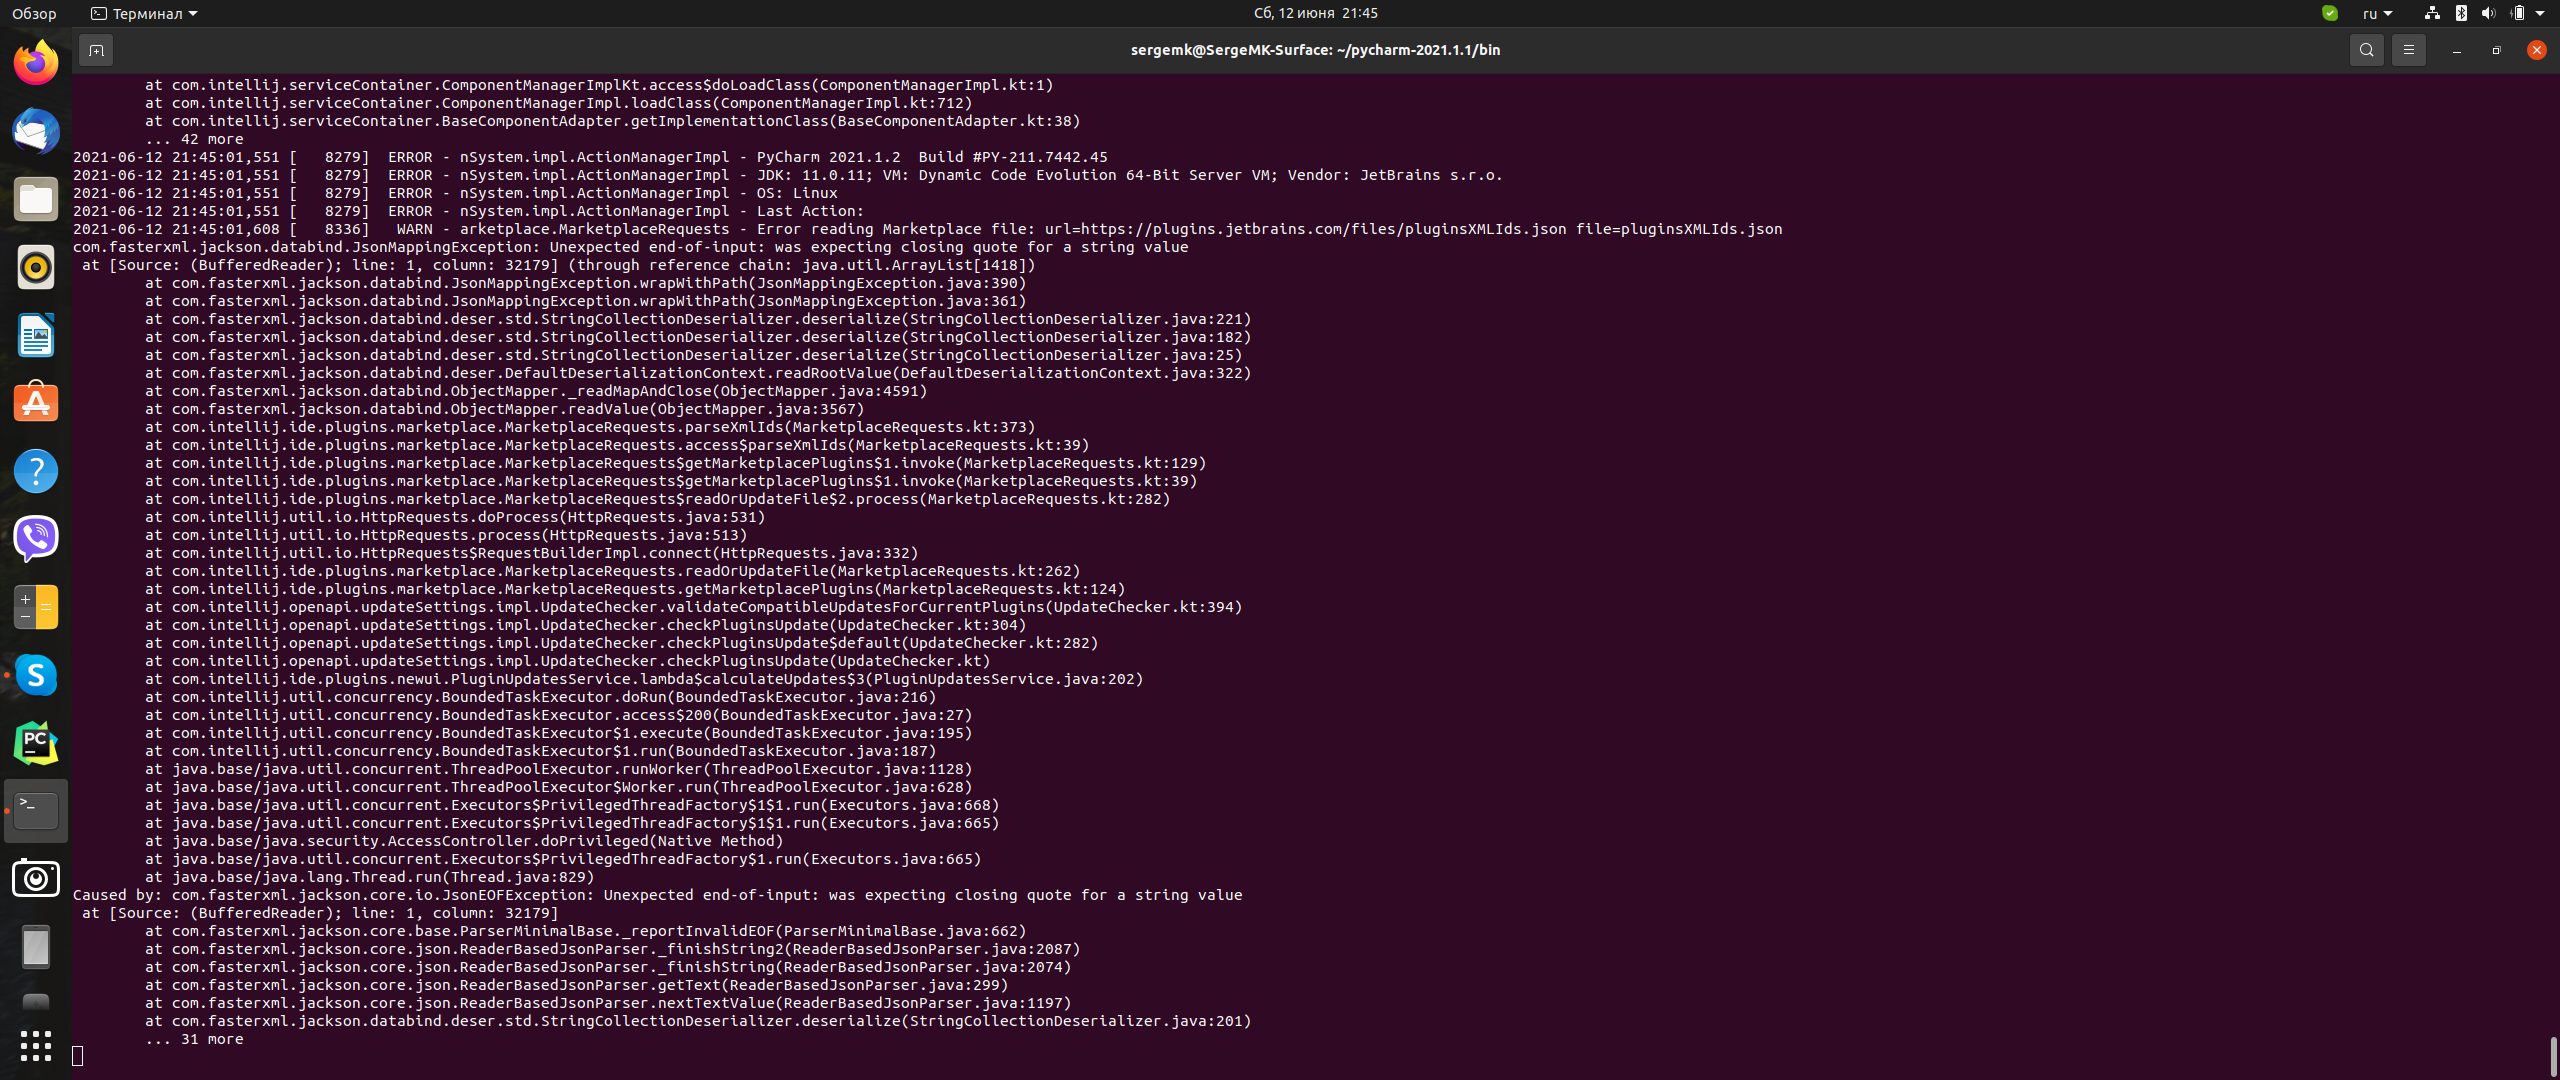 Обзор
Терминал
Сб, 12 июня 21:45
ru
sergemk@SergeMK-Surface: ~/pycharm-2021.1.1/bin
at com.intellij.serviceContainer.ComponentManagerImplKt.access$doLoadClass(ComponentManagerImpl.kt:1)
at com.intellij.serviceContainer.ComponentManagerImpl.loadClass(ComponentManagerImpl.kt:712)
at com.intellij.serviceContainer.BaseComponentAdapter.getImplementationClass(BaseComponentAdapter.kt:38)
... 42 more
2021-06-12 21:45:01,551 [   8279]  ERROR - nSystem.impl.ActionManagerImpl - PyCharm 2021.1.2  Build #PY-211.7442.45
2021-06-12 21:45:01,551 [   8279]  ERROR - nSystem.impl.ActionManagerImpl - JDK: 11.0.11; VM: Dynamic Code Evolution 64-Bit Server VM; Vendor: JetBrains s.r.o.
2021-06-12 21:45:01,551 [   8279]  ERROR - nSystem.impl.ActionManagerImpl - OS: Linux
2021-06-12 21:45:01,551 [   8279]  ERROR - nSystem.impl.ActionManagerImpl - Last Action:
2021-06-12 21:45:01,608 [   8336]   WARN - arketplace.MarketplaceRequests - Error reading Marketplace file: url=https://plugins.jetbrains.com/files/pluginsXMLIds.json file=pluginsXMLIds.json
com.fasterxml.jackson.databind.JsonMappingException: Unexpected end-of-input: was expecting closing quote for a string value
at [Source: (BufferedReader); line: 1, column: 32179] (through reference chain: java.util.ArrayList[1418])
at com.fasterxml.jackson.databind.JsonMappingException.wrapWithPath(JsonMappingException.java:390)
at com.fasterxml.jackson.databind.JsonMappingException.wrapWithPath(JsonMappingException.java:361)
at com.fasterxml.jackson.databind.deser.std.StringCollectionDeserializer.deserialize(StringCollectionDeserializer.java:221)
at com.fasterxml.jackson.databind.deser.std.StringCollectionDeserializer.deserialize(StringCollectionDeserializer.java:182)
at com.fasterxml.jackson.databind.deser.std.StringCollectionDeserializer.deserialize(StringCollectionDeserializer.java:25)
at com.fasterxml.jackson.databind.deser.DefaultDeserializationContext.readRootValue(DefaultDeserializationContext.java:322)
at com.fasterxml.jackson.databind.ObjectMapper._readMapAndClose(ObjectMapper.java:4591)
at com.fasterxml.jackson.databind.ObjectMapper.readValue(ObjectMapper.java:3567)
at com.intellij.ide.plugins.marketplace.MarketplaceRequests.parseXmlIds(MarketplaceRequests.kt:373)
at com.intellij.ide.plugins.marketplace.MarketplaceRequests.access$parseXmlIds(MarketplaceRequests.kt:39)
at com.intellij.ide.plugins.marketplace.MarketplaceRequests$getMarketplacePlugins$1.invoke(MarketplaceRequests.kt:129)
at com.intellij.ide.plugins.marketplace.MarketplaceRequests$getMarketplacePlugins$1.invoke(MarketplaceRequests.kt:39)
at com.intellij.ide.plugins.marketplace.MarketplaceRequests$readOrUpdateFile$2.process(MarketplaceRequests.kt:282)
at com.intellij.util.io.HttpRequests.doProcess(HttpRequests.java:531)
at com.intellij.util.io.HttpRequests.process(HttpRequests.java:513)
at com.intellij.util.io.HttpRequests$RequestBuilderImpl.connect(HttpRequests.java:332)
at com.intellij.ide.plugins.marketplace.MarketplaceRequests.readOrUpdateFile(MarketplaceRequests.kt:262)
at com.intellij.ide.plugins.marketplace.MarketplaceRequests.getMarketplacePlugins(MarketplaceRequests.kt:124)
at com.intellij.openapi.updateSettings.impl.UpdateChecker.validateCompatibleUpdatesForCurrentPlugins(UpdateChecker.kt:394)
at com.intellij.openapi.updateSettings.impl.UpdateChecker.checkPluginsUpdate(UpdateChecker.kt:304)
at com.intellij.openapi.updateSettings.impl.UpdateChecker.checkPluginsUpdate$default(UpdateChecker.kt:282)
at com.intellij.openapi.updateSettings.impl.UpdateChecker.checkPluginsUpdate(UpdateChecker.kt)
at com.intellij.ide.plugins.newui.PluginUpdatesService.lambda$calculateUpdates$3(PluginUpdatesService.java:202)
at com.intellij.util.concurrency.BoundedTaskExecutor.doRun(BoundedTaskExecutor.java:216)
at com.intellij.util.concurrency.BoundedTaskExecutor.access$200(BoundedTaskExecutor.java:27)
at com.intellij.util.concurrency.BoundedTaskExecutor$1.execute(BoundedTaskExecutor.java:195)
at com.intellij.util.concurrency.BoundedTaskExecutor$1.run(BoundedTaskExecutor.java:187)
at java.base/java.util.concurrent.ThreadPoolExecutor.runWorker(ThreadPoolExecutor.java:1128)
at java.base/java.util.concurrent.ThreadPoolExecutor$Worker.run(ThreadPoolExecutor.java:628)
at java.base/java.util.concurrent.Executors$PrivilegedThreadFactory$1$1.run(Executors.java:668)
at java.base/java.util.concurrent.Executors$PrivilegedThreadFactory$1$1.run(Executors.java:665)
at java.base/java.security.AccessController.doPrivileged(Native Method)
at java.base/java.util.concurrent.Executors$PrivilegedThreadFactory$1.run(Executors.java:665)
at java.base/java.lang.Thread.run(Thread.java:829)
Caused by: com.fasterxml.jackson.core.io.JsonEOFException: Unexpected end-of-input: was expecting closing quote for a string value
at [Source: (BufferedReader); line: 1, column: 32179]
at com.fasterxml.jackson.core.base.ParserMinimalBase._reportInvalidEOF(ParserMinimalBase.java:662)
at com.fasterxml.jackson.core.json.ReaderBasedJsonParser._finishString2(ReaderBasedJsonParser.java:2087)
at com.fasterxml.jackson.core.json.ReaderBasedJsonParser._finishString(ReaderBasedJsonParser.java:2074)
at com.fasterxml.jackson.core.json.ReaderBasedJsonParser.getText(ReaderBasedJsonParser.java:299)
at com.fasterxml.jackson.core.json.ReaderBasedJsonParser.nextTextValue(ReaderBasedJsonParser.java:1197)
at com.fasterxml.jackson.databind.deser.std.StringCollectionDeserializer.deserialize(StringCollectionDeserializer.java:201)
... 31 more